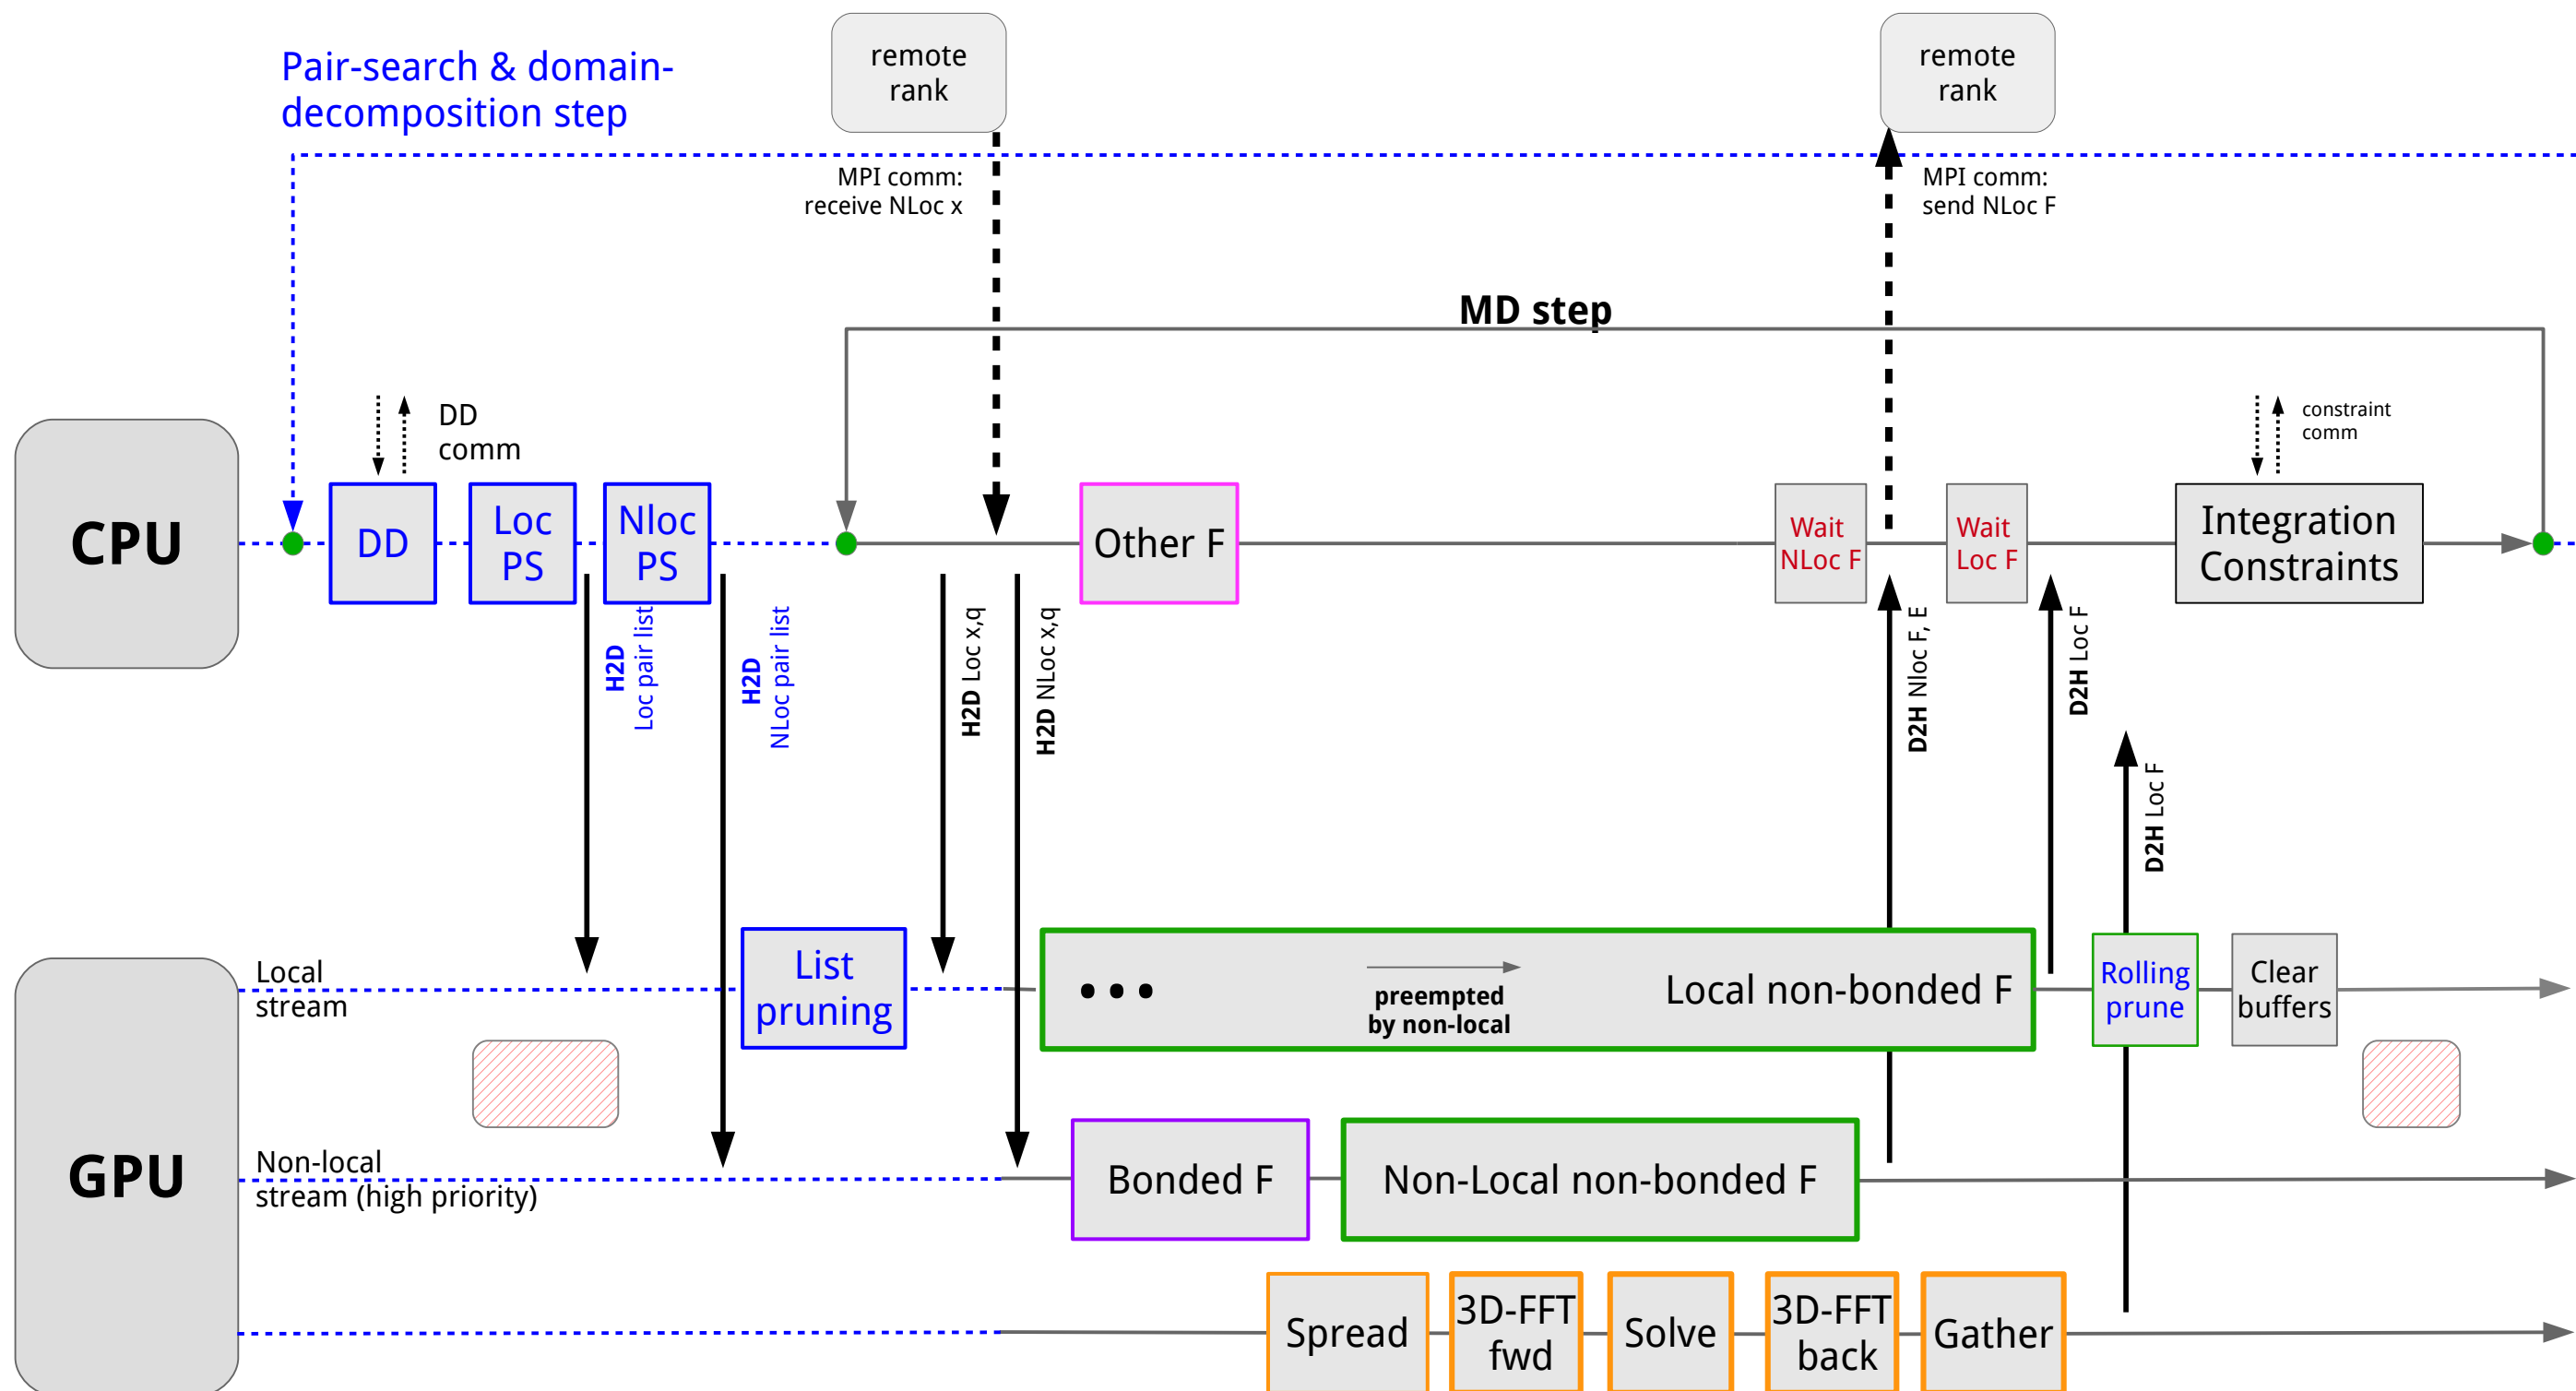 Pair-search & domain-
decomposition step
remote
rank
remote
rank
MPI comm:
receive NLoc x
MPI comm:
send NLoc F
MD step
DD
comm
constraint
comm
CPU
DD
Loc
PS
Nloc
PS
Other F
Wait
NLoc F
Wait
Loc F
Integration
Constraints
H2D
Loc pair list
H2D
NLoc pair list
H2D Loc x,q
H2D NLoc x,q
D2H Nloc F, E
D2H Loc F
D2H Loc F
GPU
Local
stream
List
pruning
...
preempted
by non-local
Local non-bonded F
Rolling
prune
Clear
buffers
Non-local
stream (high priority)
Bonded F
Non-Local non-bonded F
Spread
3D-FFT
fwd
Solve
3D-FFT
back
Gather